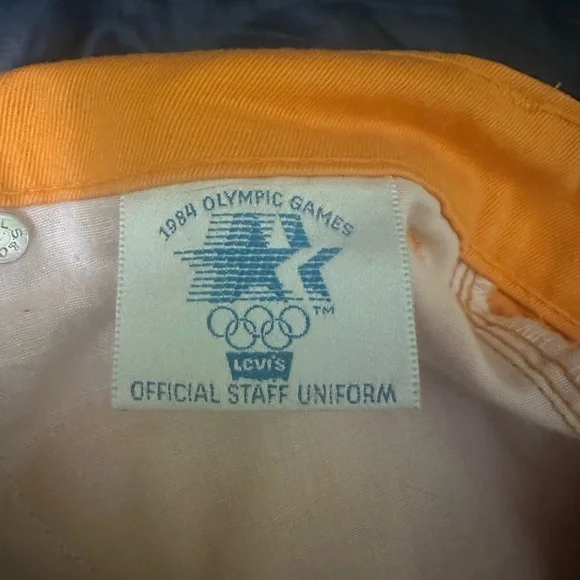 1984 OLYMPIC GAMES
TM
LEVI'S
OFFICIAL STAFF UNIFORM